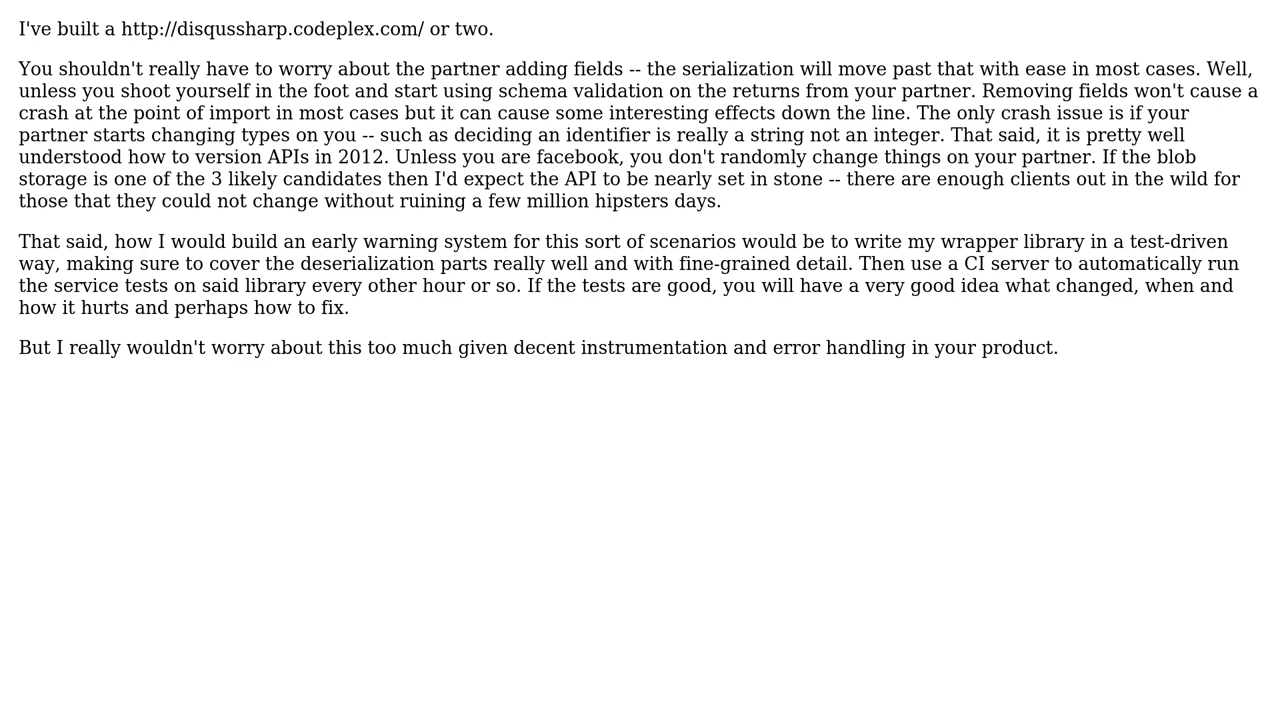 I've built a http://disqussharp.codeplex.com/ or two.
You shouldn't really have to worry about the partner adding fields -- the serialization will move past that with ease in most cases. Well,
unless you shoot yourself in the foot and start using schema validation on the returns from your partner. Removing fields won't cause a
crash at the point of import in most cases but it can cause some interesting effects down the line. The only crash issue is if your
partner starts changing types on you -- such as deciding an identifier is really a string not an integer. That said, it is pretty well
understood how to version APIs in 2012. Unless you are facebook, you don't randomly change things on your partner. If the blob
storage is one of the 3 likely candidates then I'd expect the API to be nearly set in stone -- there are enough clients out in the wild for
those that they could not change without ruining a few million hipsters days.
That said, how I would build an early warning system for this sort of scenarios would be to write my wrapper library in a test-driven
way, making sure to cover the deserialization parts really well and with fine-grained detail. Then use a CI server to automatically run
the service tests on said library every other hour or so. If the tests are good, you will have a very good idea what changed, when and
how it hurts and perhaps how to fix.
But I really wouldn't worry about this too much given decent instrumentation and error handling in your product.